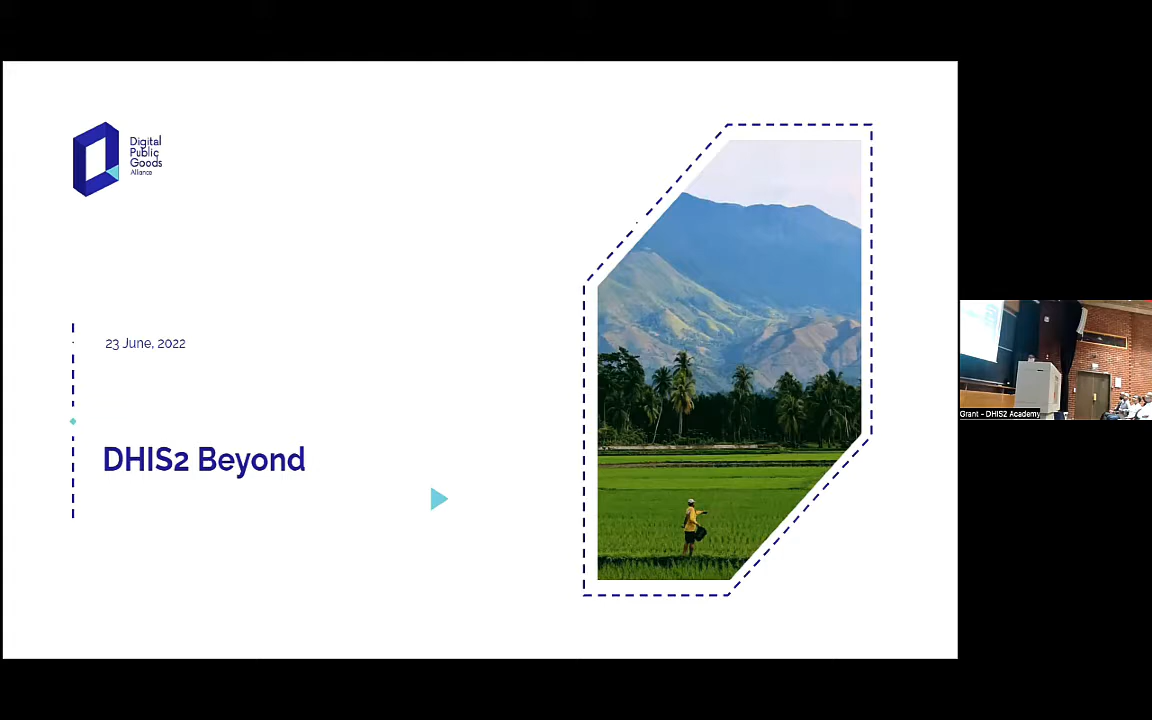 Digital
Public
Goods
Alliance
23 June, 2022
DHIS2 Beyond
Grant - DHIS2 Academy